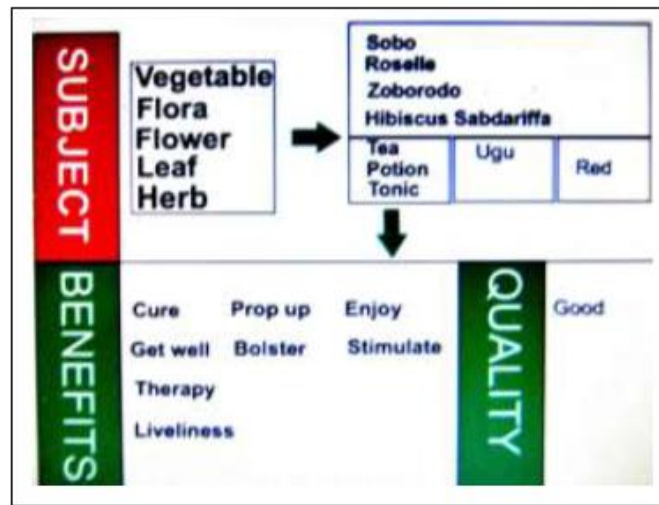 SUBJECT
Vegetable
Flora
Flower
Leaf
Herb
Sobo
Roselle
Zoborodo
Hibiscus Sabdariffa
Tea
Potion
Tonic
Ugu
Red
BENEFITS
Cure Prop up Enjoy
Get well Bolster Stimulate
Therapy
Liveliness
QUALITY
Good